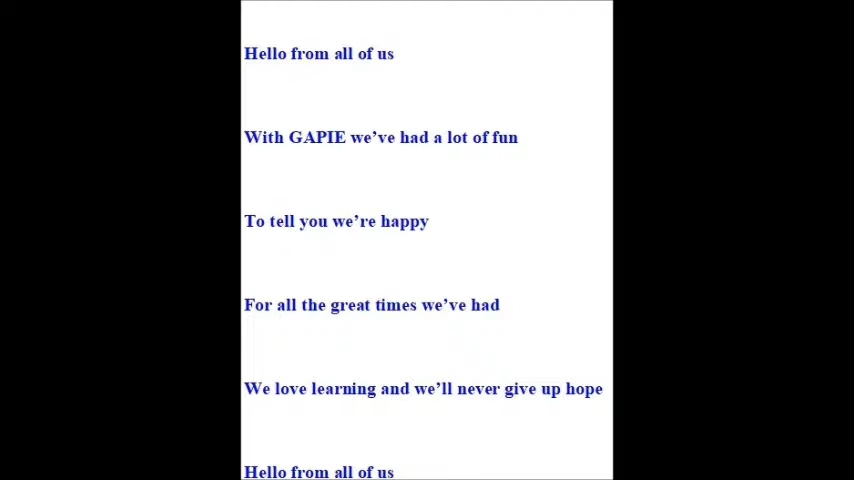 Hello from all of us
With GAPIE we’ve had a lot of fun
To tell you we’re happy
For all the great times we’ve had
We love learning and we’ll never give up hope
Hello from all of us